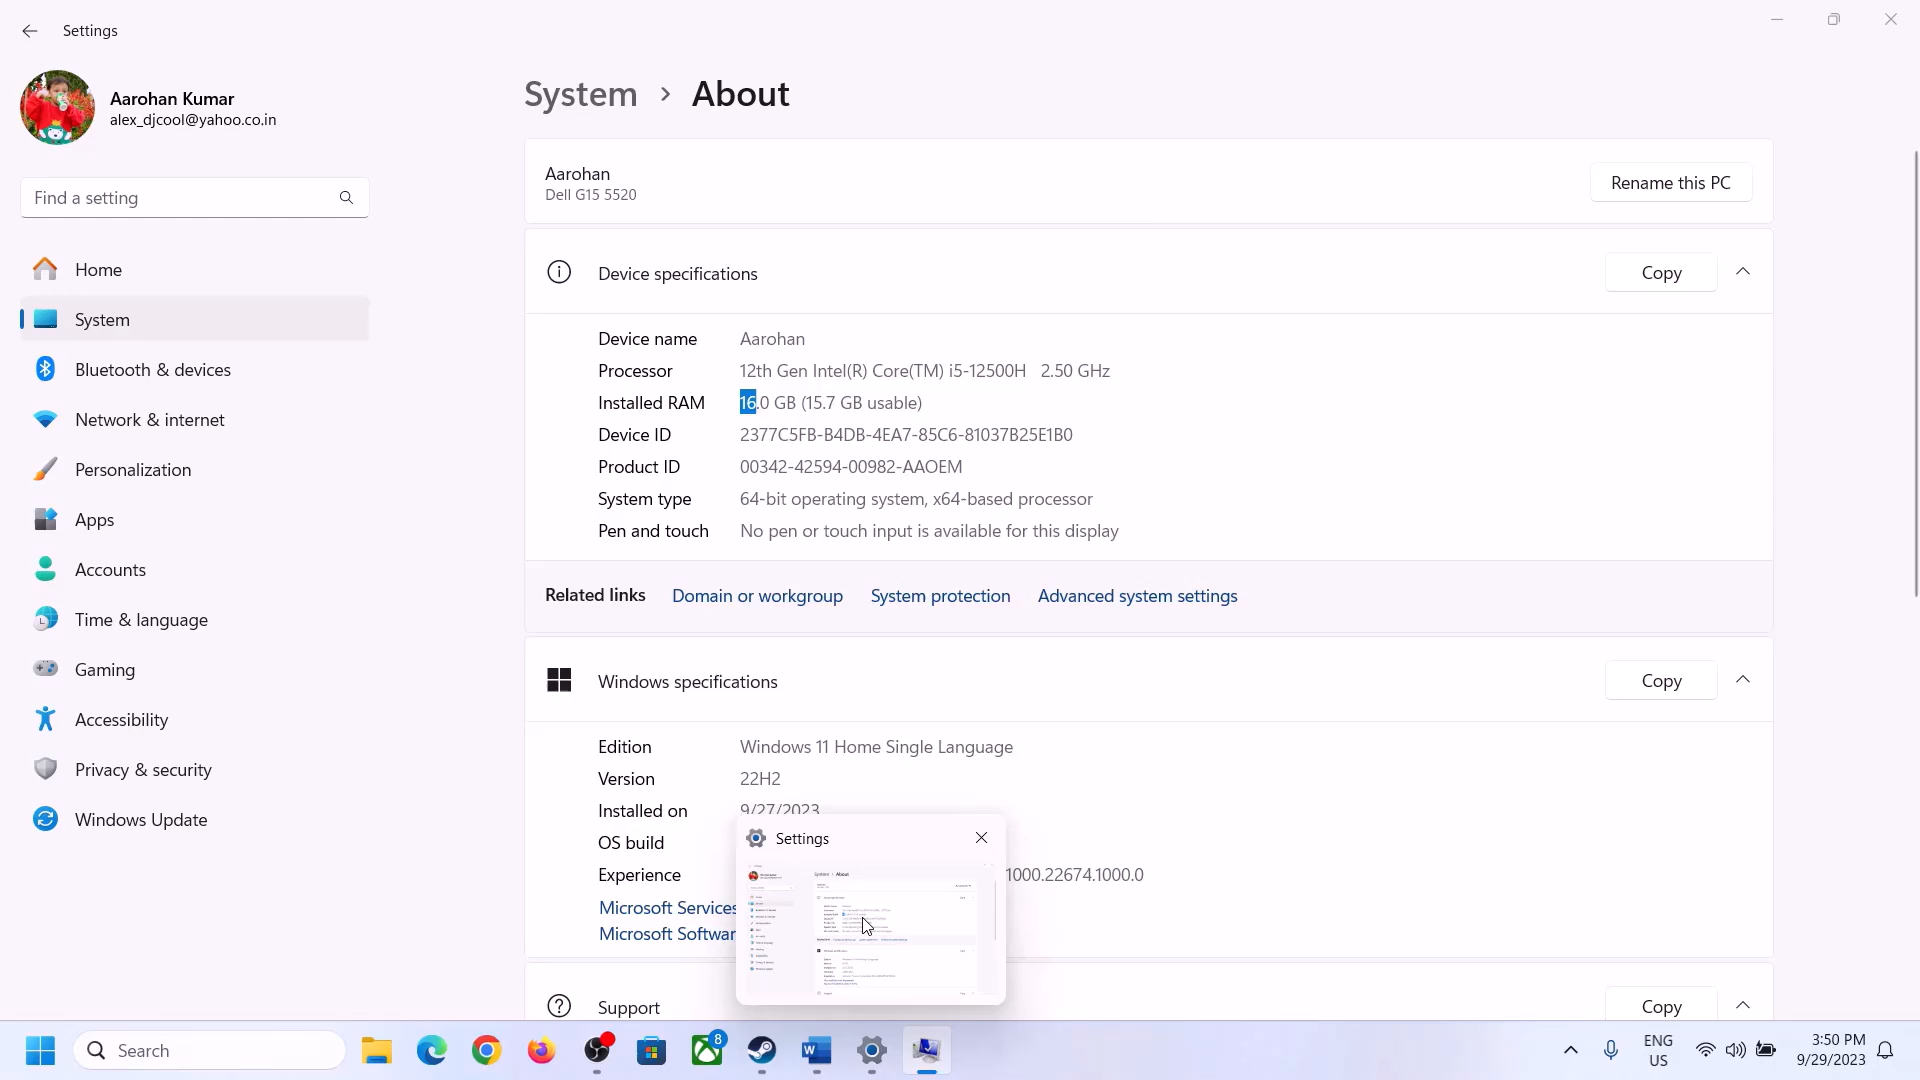 Settings
Aarohan Kumar
alex_djcool@yahoo.co.in
Find a setting
Home
System
Bluetooth & devices
Network & internet
Personalization
Apps
Accounts
Time & language
Gaming
Accessibility
Privacy & security
Windows Update
System > About
Aarohan
Dell G15 5520
Rename this PC
Device specifications
Copy
Device name Aarohan
Processor 12th Gen Intel(R) Core(TM) i5-12500H 2.50 GHz
Installed RAM 16.0 GB (15.7 GB usable)
Device ID 2377C5FB-B4DB-4EA7-85C6-81037B25E1B0
Product ID 00342-42594-00982-AAOEM
System type 64-bit operating system, x64-based processor
Pen and touch No pen or touch input is available for this display
Related links Domain or workgroup System protection Advanced system settings
Windows specifications
Copy
Edition Windows 11 Home Single Language
Version 22H2
Installed on 9/27/2023
OS build
Experience 1000.22674.1000.0
Microsoft Services
Microsoft Softwar
Settings
Support
Copy
Search
8
ENG
US
3:50 PM
9/29/2023